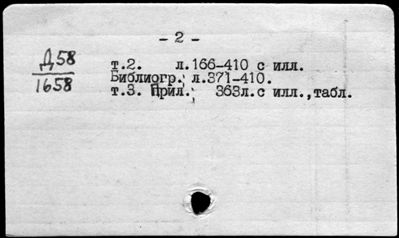 - 2 -
Д58
1658
т.2. л.166-410 с илл.
Библиогр.; л.371-410.
т.3. Прил.; 363л.с илл.,табл.